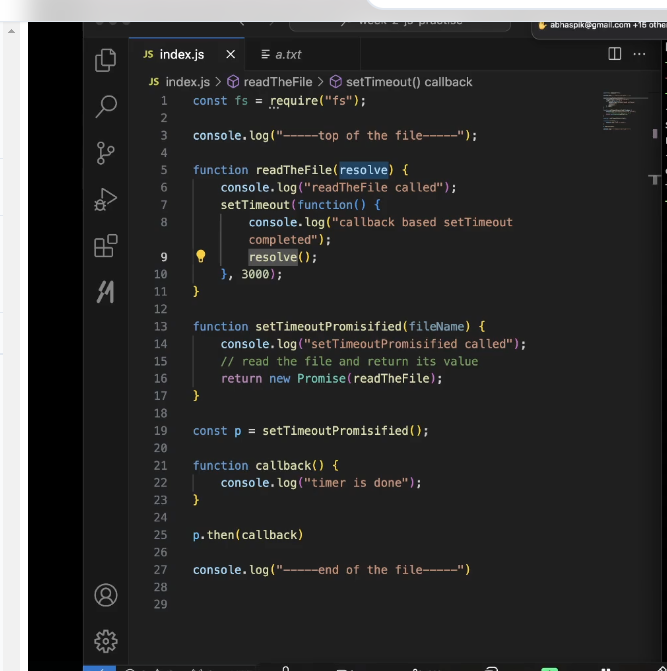 abhaspik@gmail.com +15 othe
JS index.js × a.txt ...
JS index.js > readTheFile > setTimeout() callback
1 const fs = require("fs");
2
3 console.log("-----top of the file-----");
4
5 function readTheFile(resolve) {
6 console.log("readTheFile called");
7 setTimeout(function() {
8 console.log("callback based setTimeout
completed");
9 resolve();
10 }, 3000);
11 }
12
13 function setTimeoutPromisified(fileName) {
14 console.log("setTimeoutPromisified called");
15 // read the file and return its value
16 return new Promise(readTheFile);
17 }
18
19 const p = setTimeoutPromisified();
20
21 function callback() {
22 console.log("timer is done");
23 }
24
25 p.then(callback)
26
27 console.log("-----end of the file-----")
28
29